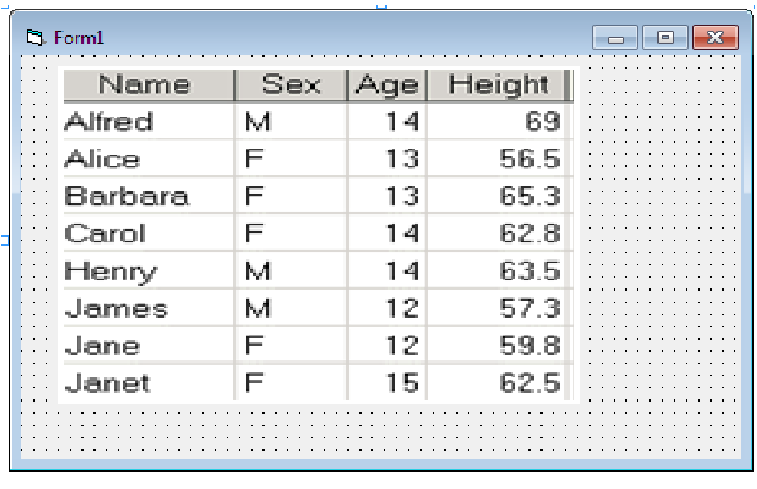 Form1
Name Sex Age Height
Alfred M 14 69
Alice F 13 56.5
Barbara F 13 65.3
Carol F 14 62.8
Henry M 14 63.5
James M 12 57.3
Jane F 12 59.8
Janet F 15 62.5